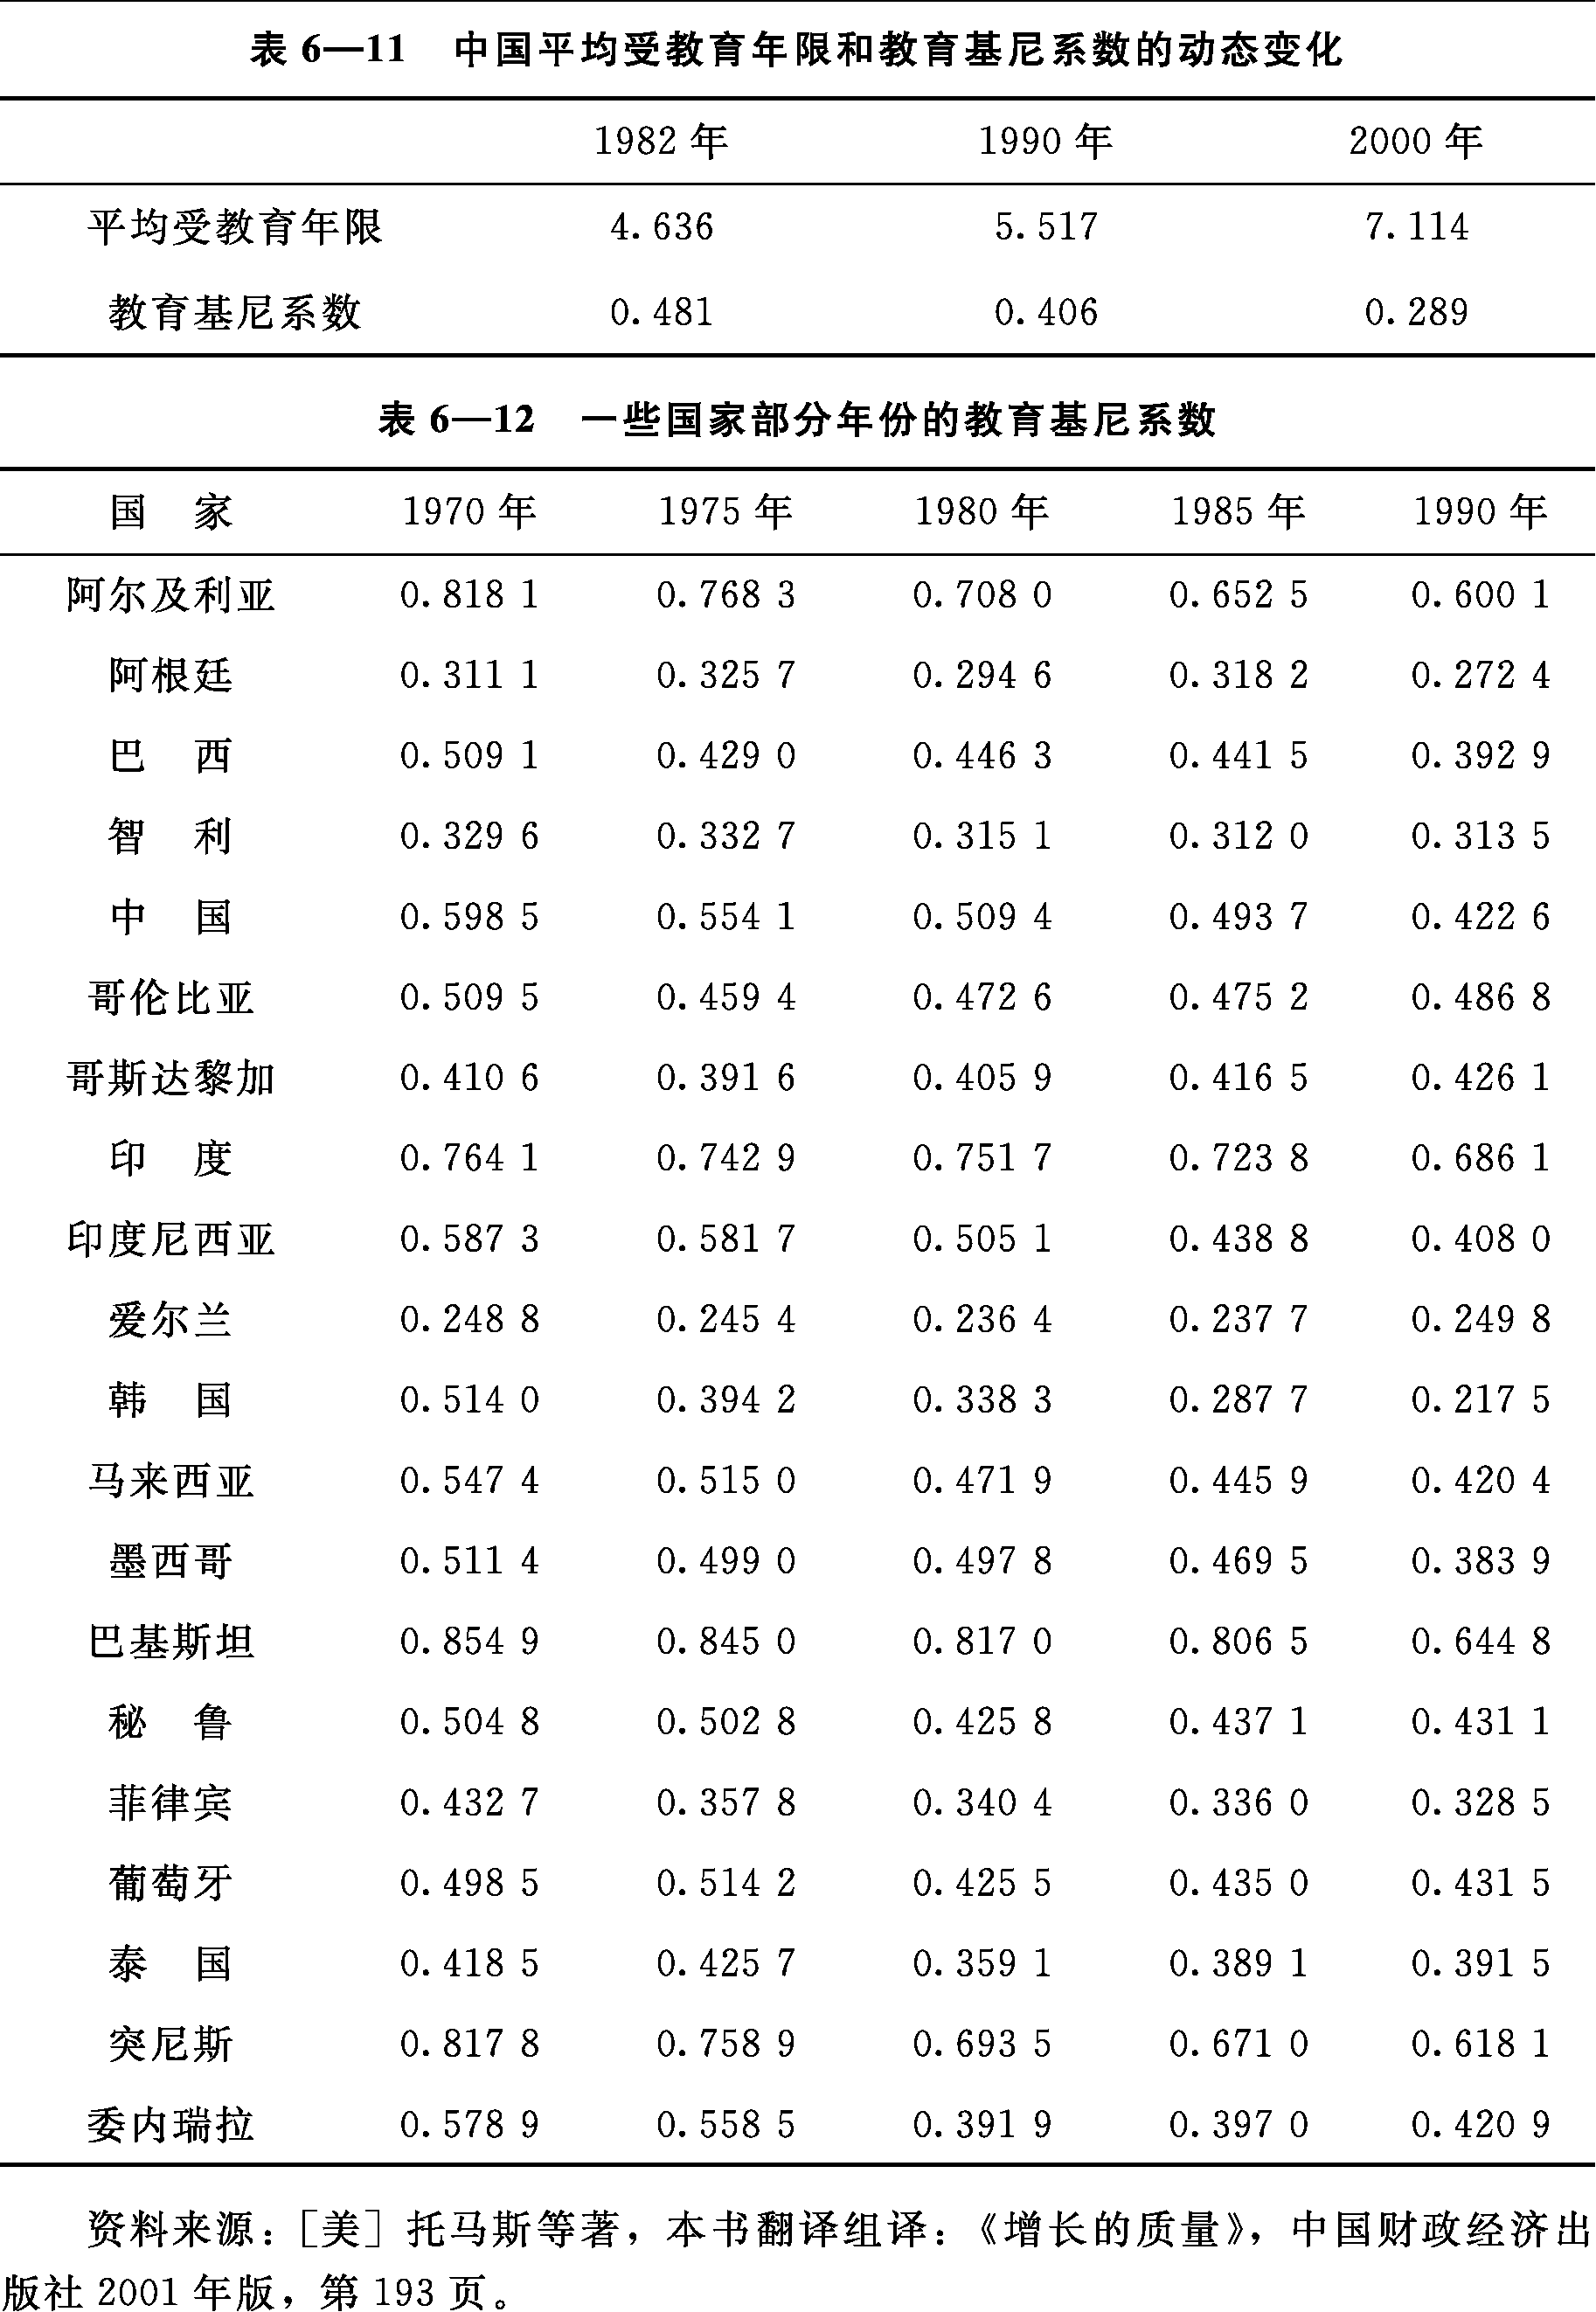 表 6—11 中国平均受教育年限和教育基尼系数的动态变化
1982 年 1990 年 2000 年
平均受教育年限 4.636 5.517 7.114
教育基尼系数 0.481 0.406 0.289
表 6—12 一些国家部分年份的教育基尼系数
国 家 1970 年 1975 年 1980 年 1985 年 1990 年
阿尔及利亚 0.818 1 0.768 3 0.708 0 0.652 5 0.600 1
阿根廷 0.311 1 0.325 7 0.294 6 0.318 2 0.272 4
巴 西 0.509 1 0.429 0 0.446 3 0.441 5 0.392 9
智 利 0.329 6 0.332 7 0.315 1 0.312 0 0.313 5
中 国 0.598 5 0.554 1 0.509 4 0.493 7 0.422 6
哥伦比亚 0.509 5 0.459 4 0.472 6 0.475 2 0.486 8
哥斯达黎加 0.410 6 0.391 6 0.405 9 0.416 5 0.426 1
印 度 0.764 1 0.742 9 0.751 7 0.723 8 0.686 1
印度尼西亚 0.587 3 0.581 7 0.505 1 0.438 8 0.408 0
爱尔兰 0.248 8 0.245 4 0.236 4 0.237 7 0.249 8
韩 国 0.514 0 0.394 2 0.338 3 0.287 7 0.217 5
马来西亚 0.547 4 0.515 0 0.471 9 0.445 9 0.420 4
墨西哥 0.511 4 0.499 0 0.497 8 0.469 5 0.383 9
巴基斯坦 0.854 9 0.845 0 0.817 0 0.806 5 0.644 8
秘 鲁 0.504 8 0.502 8 0.425 8 0.437 1 0.431 1
菲律宾 0.432 7 0.357 8 0.340 4 0.336 0 0.328 5
葡萄牙 0.498 5 0.514 2 0.425 5 0.435 0 0.431 5
泰 国 0.418 5 0.425 7 0.359 1 0.389 1 0.391 5
突尼斯 0.817 8 0.758 9 0.693 5 0.671 0 0.618 1
委内瑞拉 0.578 9 0.558 5 0.391 9 0.397 0 0.420 9
资料来源：[美] 托马斯等著，本书翻译组译：《增长的质量》，中国财政经济出
版社 2001 年版，第 193 页。